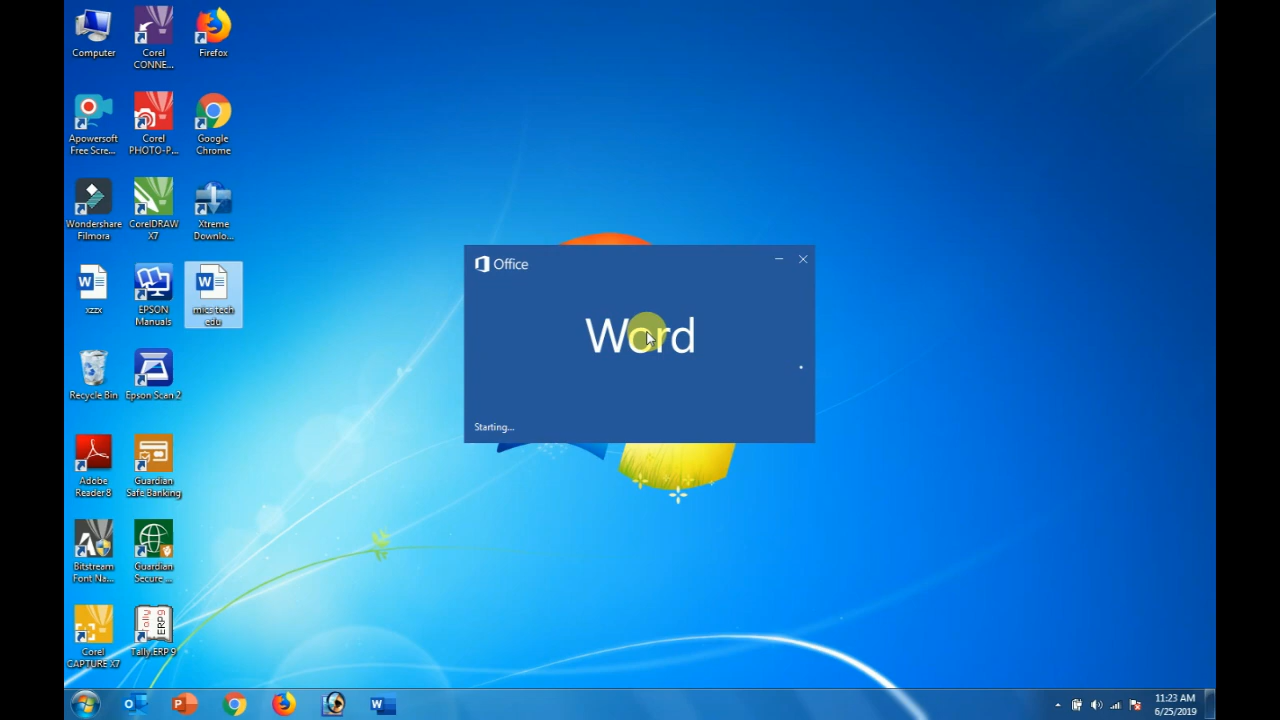 Computer
Corel
CONNE...
Firefox
Apowersoft
Free Scre...
Corel
PHOTO-P...
Google
Chrome
Wondershare
Filmora
CorelDRAW
X7
Xtreme
Downlo...
xzzx
EPSON
Manuals
mics tech
edu
Recycle Bin
Epson Scan 2
Adobe
Reader 8
Guardian
Safe Banking
Bitstream
Font Na...
Guardian
Secure ...
Corel
CAPTURE X7
Tally.ERP 9
Office
Word
Starting...
11:23 AM
6/25/2019